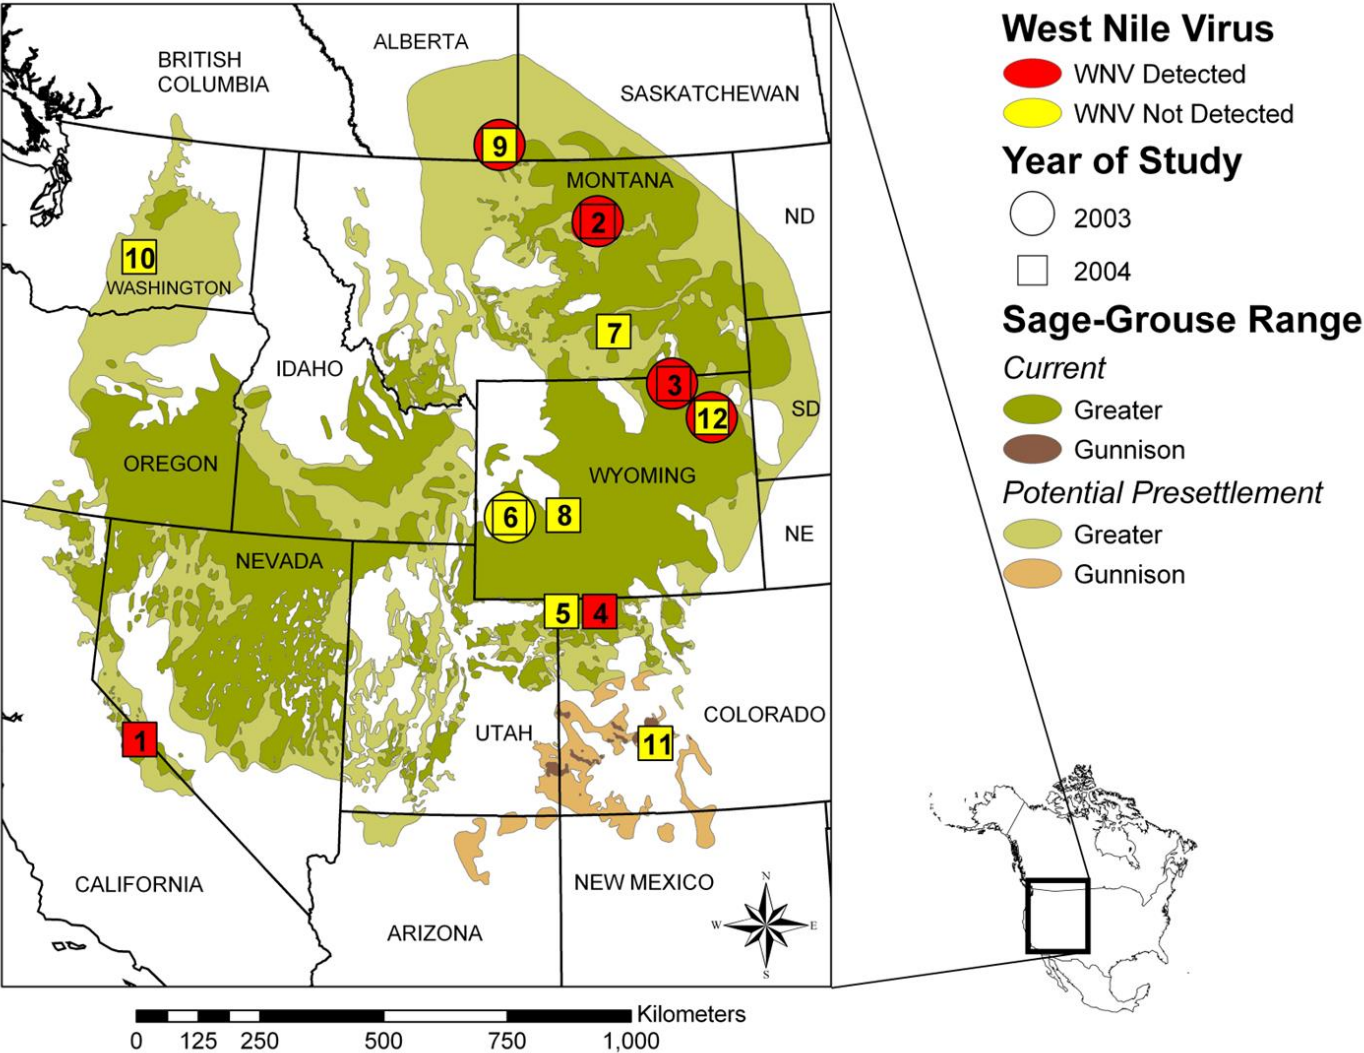 BRITISH
COLUMBIA
ALBERTA
SASKATCHEWAN
9
MONTANA
2
ND
10
WASHINGTON
7
IDAHO
3
12
SD
OREGON
WYOMING
6
8
NE
NEVADA
5
4
1
UTAH
11
COLORADO
CALIFORNIA
ARIZONA
NEW MEXICO
N
W
E
S
Kilometers
0 125 250 500 750 1,000
West Nile Virus
WNV Detected
WNV Not Detected
Year of Study
2003
2004
Sage-Grouse Range
Current
Greater
Gunnison
Potential Presettlement
Greater
Gunnison